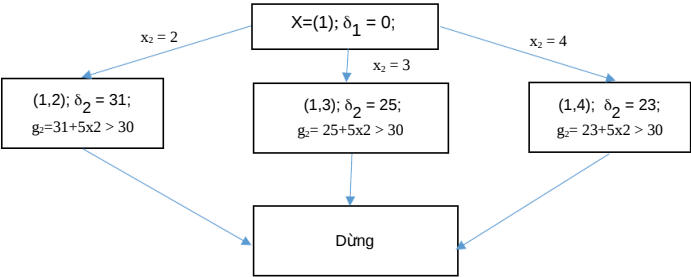 X=(1); δ₁ = 0;
x₂ = 2
x₂ = 3
x₂ = 4
(1,2); δ₂ = 31;
g₂=31+5x2 > 30
(1,3); δ₂ = 25;
g₂= 25+5x2 > 30
(1,4); δ₂ = 23;
g₂= 23+5x2 > 30
Dừng